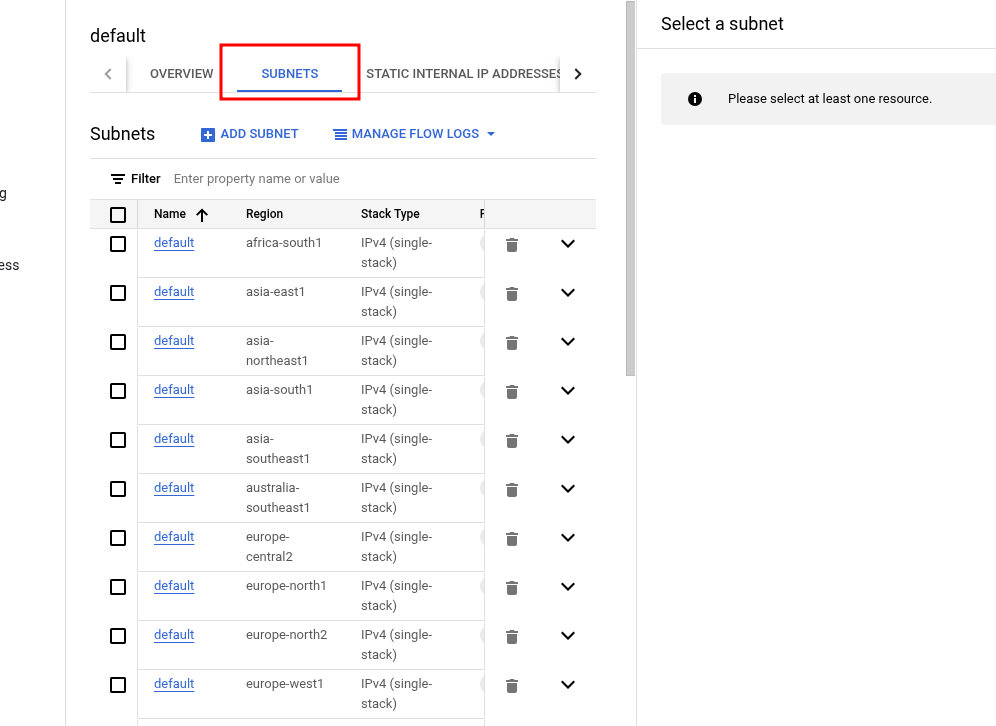 default
OVERVIEW SUBNETS STATIC INTERNAL IP ADDRESSES
Subnets ADD SUBNET MANAGE FLOW LOGS
Filter Enter property name or value
Name Region Stack Type
default africa-south1 IPv4 (single-
stack)
default asia-east1 IPv4 (single-
stack)
default asia- IPv4 (single-
northeast1 stack)
default asia-south1 IPv4 (single-
stack)
default asia- IPv4 (single-
southeast1 stack)
default australia- IPv4 (single-
southeast1 stack)
default europe- IPv4 (single-
central2 stack)
default europe-north1 IPv4 (single-
stack)
default europe-north2 IPv4 (single-
stack)
default europe-west1 IPv4 (single-
stack)
g
ess
Select a subnet
Please select at least one resource.